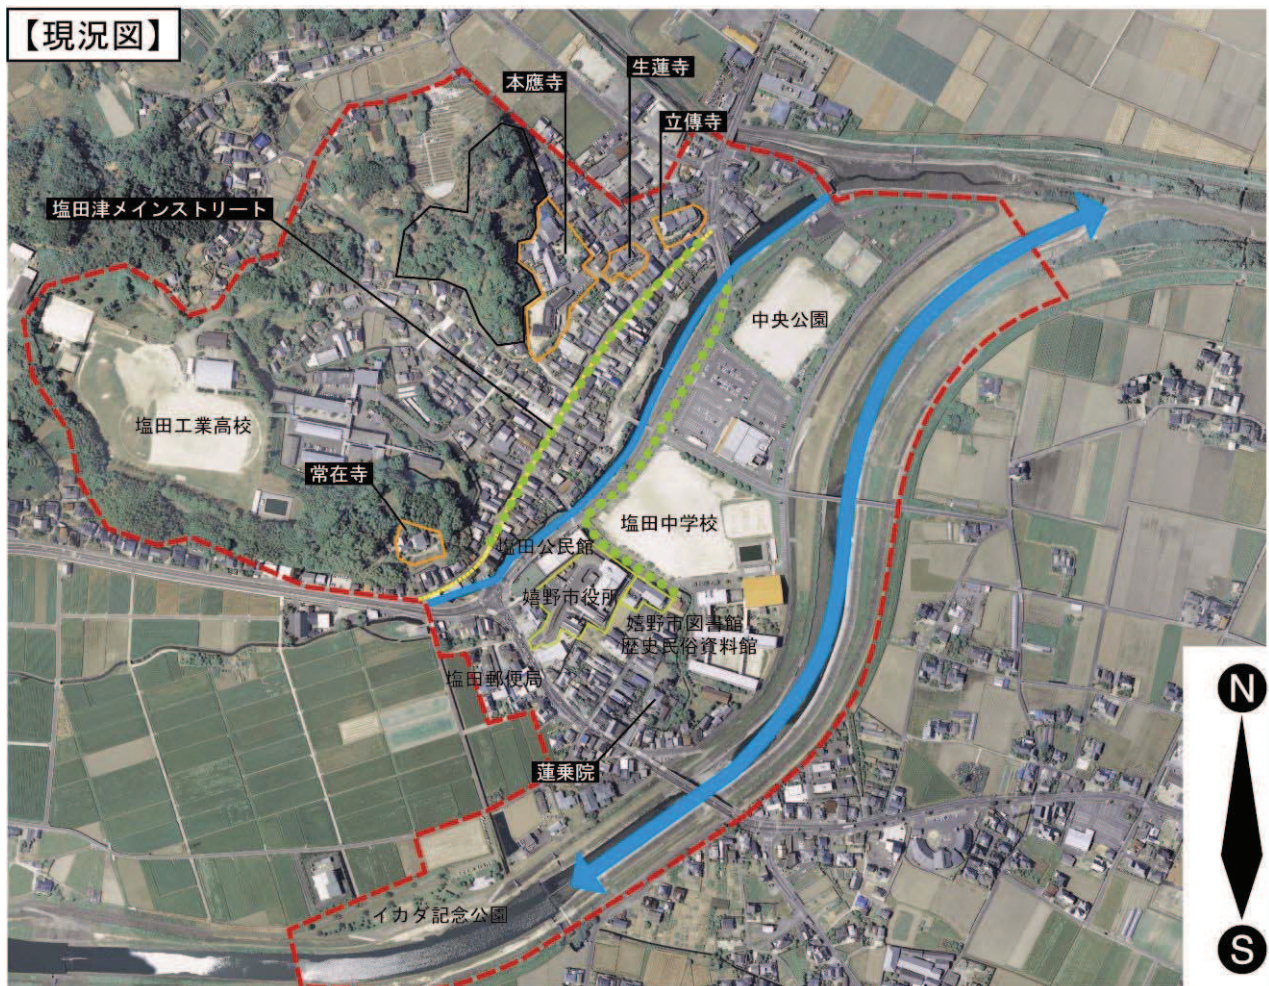 【現況図】
生蓮寺
本應寺
立傳寺
塩田津メインストリート
中央公園
塩田工業高校
常在寺
塩田中学校
塩田公民館
嬉野市役所
嬉野市図書館
歴史民俗資料館
塩田郵便局
蓮乗院
イカダ記念公園
N
S